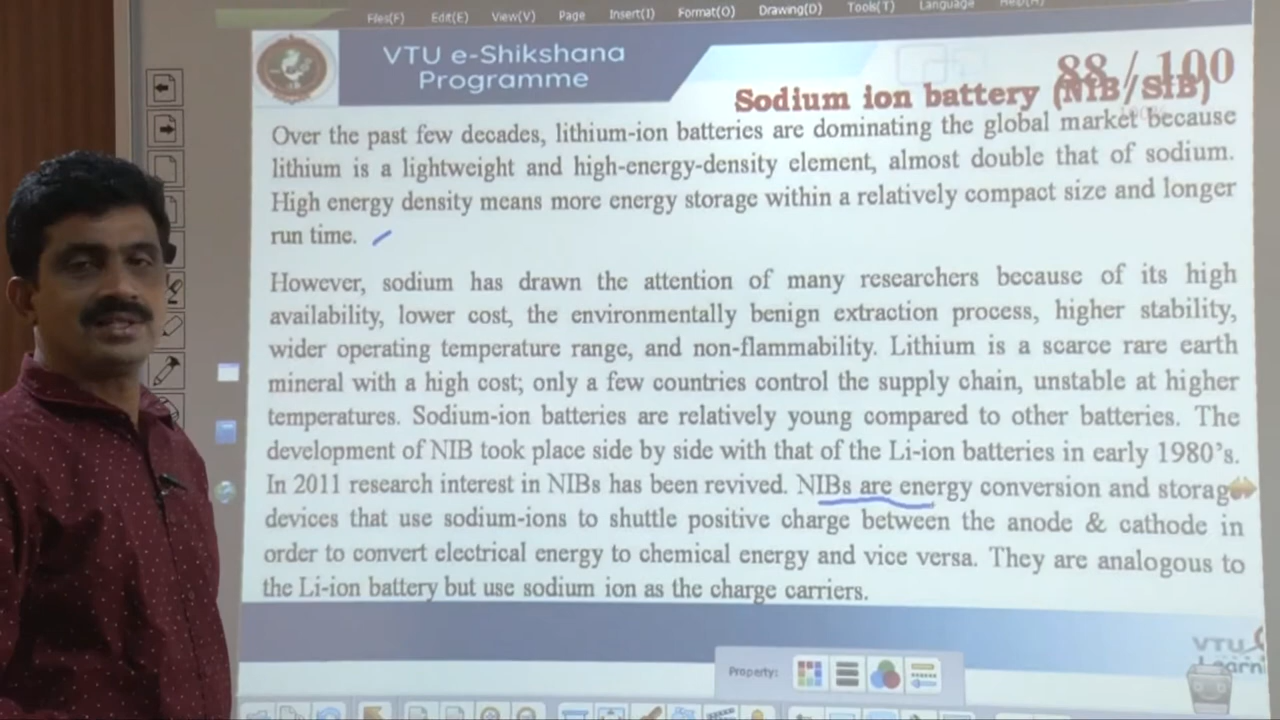 Files(F) Edit(E) View(V) Page Insert(I) Format(O) Drawing(D) Tools(T) Language Help(H)
VTU e-Shikshana
Programme
88 / 100
Sodium ion battery (NIB/SIB)
Over the past few decades, lithium-ion batteries are dominating the global market because
lithium is a lightweight and high-energy-density element, almost double that of sodium.
High energy density means more energy storage within a relatively compact size and longer
run time.
However, sodium has drawn the attention of many researchers because of its high
availability, lower cost, the environmentally benign extraction process, higher stability,
wider operating temperature range, and non-flammability. Lithium is a scarce rare earth
mineral with a high cost; only a few countries control the supply chain, unstable at higher
temperatures. Sodium-ion batteries are relatively young compared to other batteries. The
development of NIB took place side by side with that of the Li-ion batteries in early 1980's.
In 2011 research interest in NIBs has been revived. NIBs are energy conversion and storage
devices that use sodium-ions to shuttle positive charge between the anode & cathode in
order to convert electrical energy to chemical energy and vice versa. They are analogous to
the Li-ion battery but use sodium ion as the charge carriers.
VTU
Property: